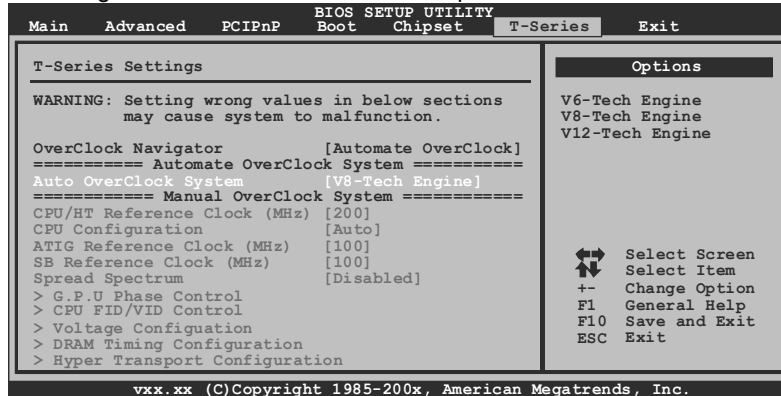 BIOS SETUP UTILITY
Main Advanced PCIPnP Boot Chipset T-Series Exit
T-Series Settings
WARNING: Setting wrong values in below sections
may cause system to malfunction.
OverClock Navigator [Automate OverClock]
=========== Automate OverClock System ===========
Auto OverClock System [V8-Tech Engine]
============ Manual OverClock System ============
CPU/HT Reference Clock (MHz) [200]
CPU Configuration [Auto]
ATIG Reference Clock (MHz) [100]
SB Reference Clock (MHz) [100]
Spread Spectrum [Disabled]
> G.P.U Phase Control
> CPU FID/VID Control
> Voltage Configuation
> DRAM Timing Configuration
> Hyper Transport Configuration
Options
V6-Tech Engine
V8-Tech Engine
V12-Tech Engine
Select Screen
Select Item
+- Change Option
F1 General Help
F10 Save and Exit
ESC Exit
vxx.xx (C)Copyright 1985-200x, American Megatrends, Inc.